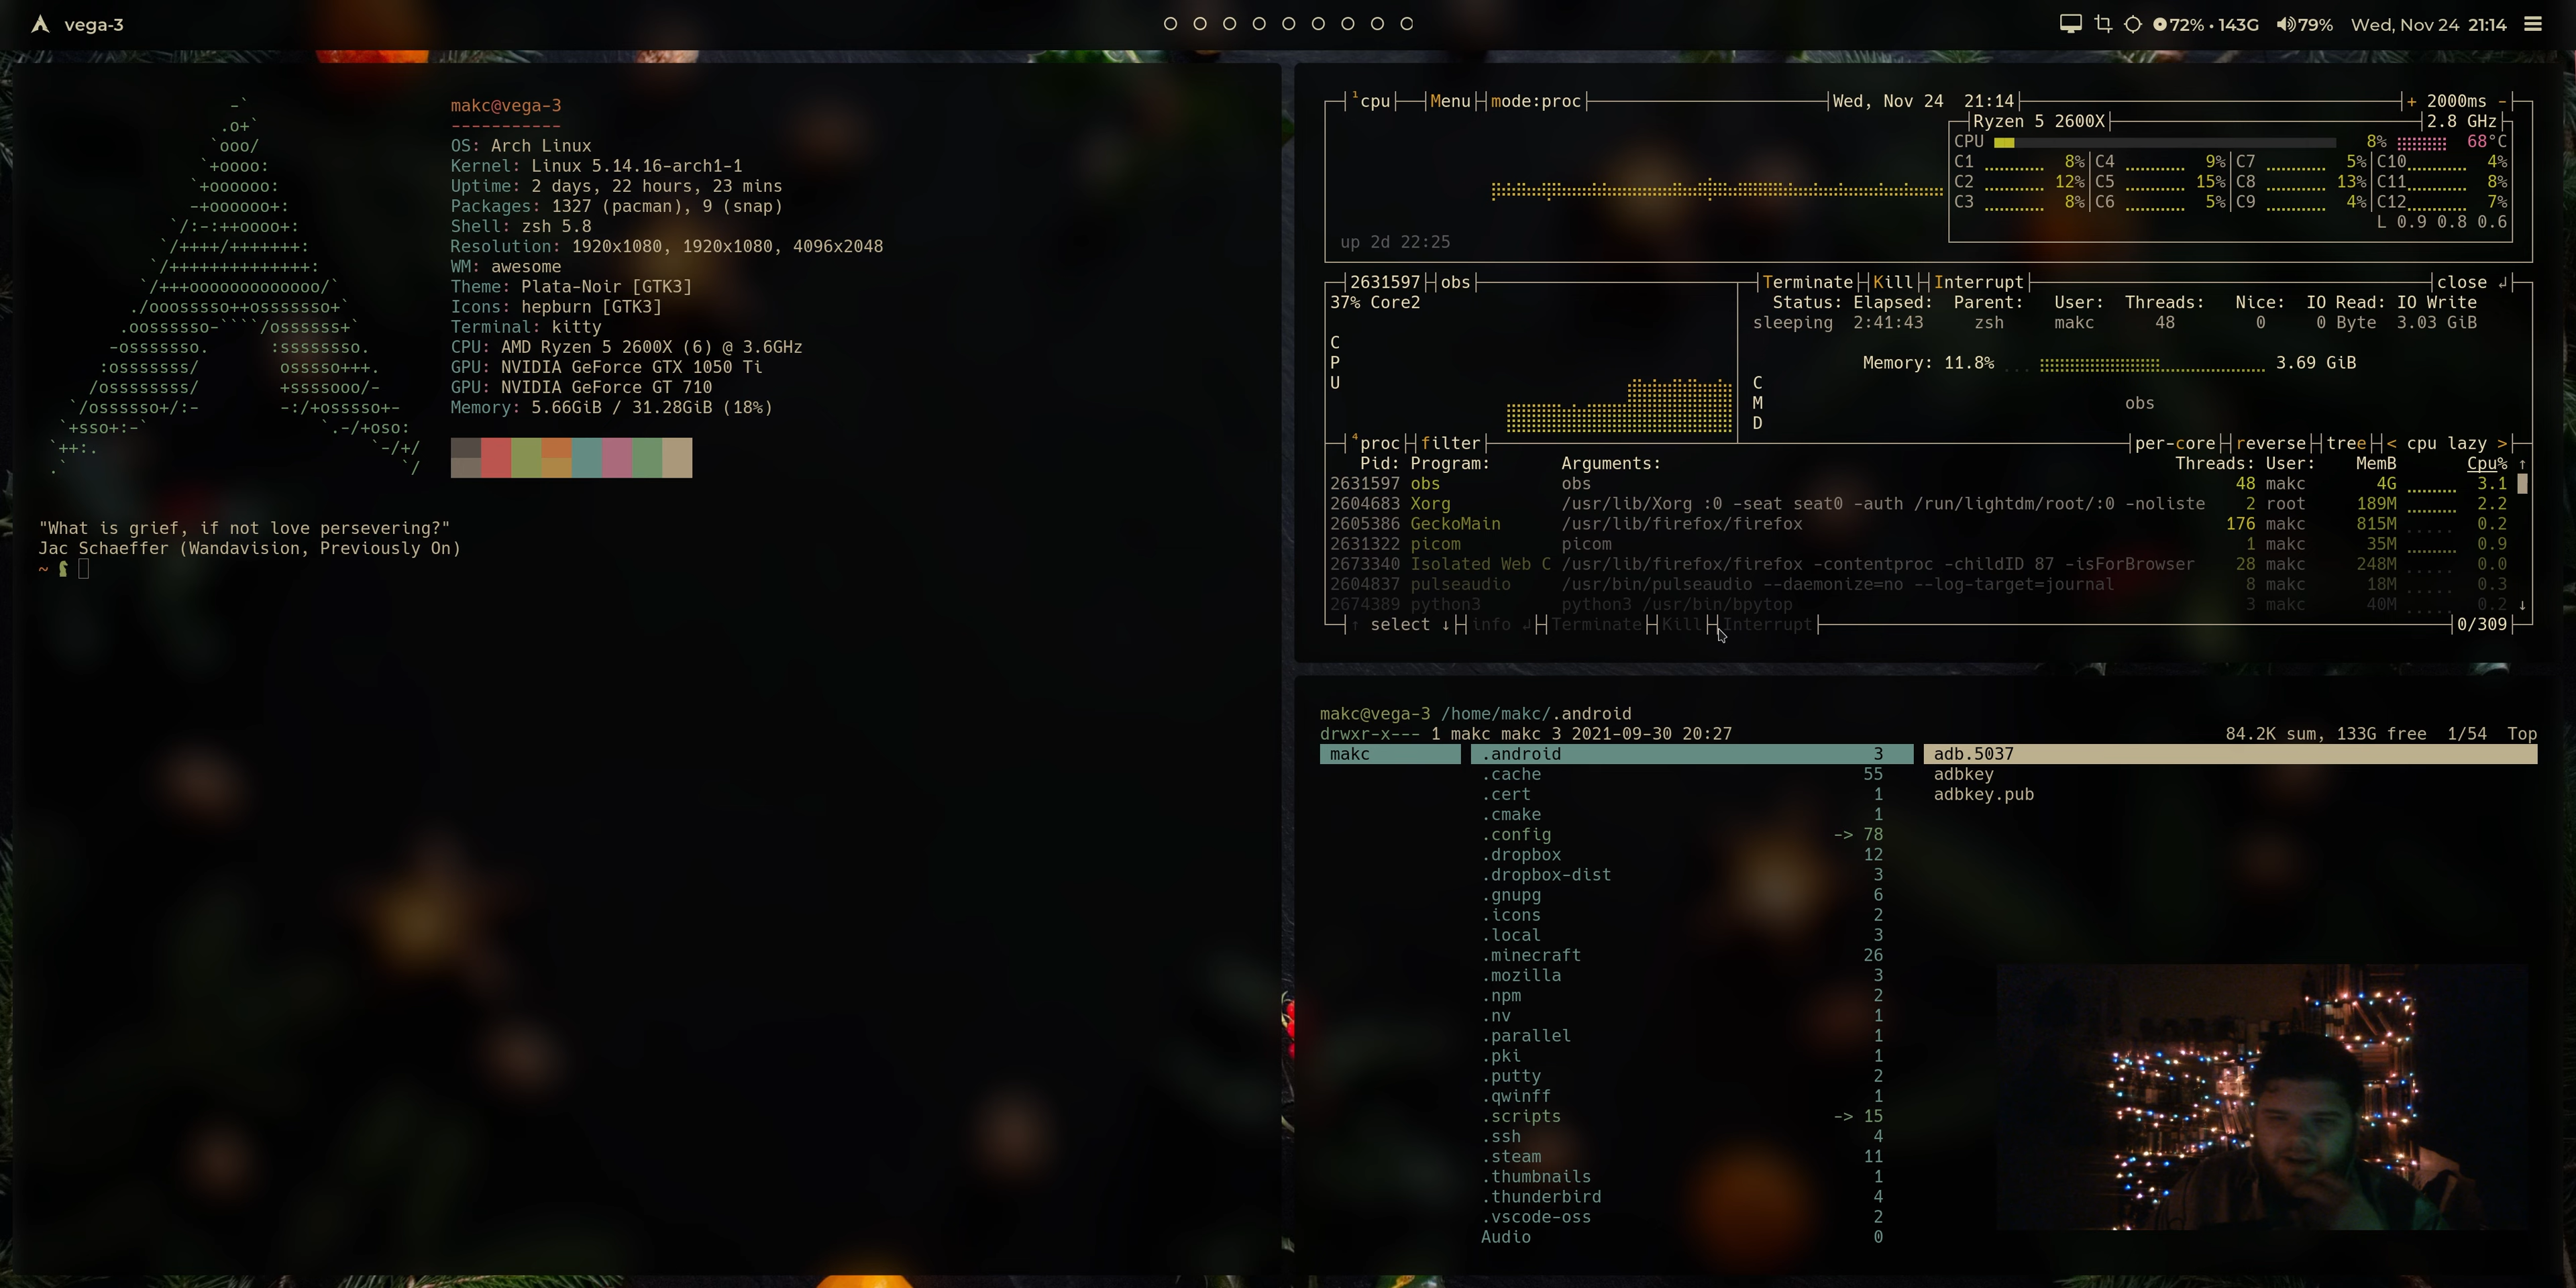 vega-3
72% · 143G 79% Wed, Nov 24 21:14
makc@vega-3
-----------
OS: Arch Linux
Kernel: Linux 5.14.16-arch1-1
Uptime: 2 days, 22 hours, 23 mins
Packages: 1327 (pacman), 9 (snap)
Shell: zsh 5.8
Resolution: 1920x1080, 1920x1080, 4096x2048
WM: awesome
Theme: Plata-Noir [GTK3]
Icons: hepburn [GTK3]
Terminal: kitty
CPU: AMD Ryzen 5 2600X (6) @ 3.6GHz
GPU: NVIDIA GeForce GTX 1050 Ti
GPU: NVIDIA GeForce GT 710
Memory: 5.66GiB / 31.28GiB (18%)
"What is grief, if not love persevering?"
Jac Schaeffer (Wandavision, Previously On)
~
¹cpu Menu mode:proc Wed, Nov 24 21:14 + 2000ms -
Ryzen 5 2600X 2.8 GHz
CPU 8% 68°C
C1 8% C4 9% C7 5% C10 4%
C2 12% C5 15% C8 13% C11 8%
C3 8% C6 5% C9 4% C12 7%
L 0.9 0.8 0.6
up 2d 22:25
2631597 obs Terminate Kill Interrupt close ↲
37% Core2 Status: Elapsed: Parent: User: Threads: Nice: IO Read: IO Write
sleeping 2:41:43 zsh makc 48 0 0 Byte 3.03 GiB
C
P Memory: 11.8% 3.69 GiB
U C
M obs
D
⁴proc filter per-core reverse tree < cpu lazy >
Pid: Program: Arguments: Threads: User: MemB Cpu% ↑
2631597 obs obs 48 makc 4G 3.1
2604683 Xorg /usr/lib/Xorg :0 -seat seat0 -auth /run/lightdm/root/:0 -noliste 2 root 189M 2.2
2605386 GeckoMain /usr/lib/firefox/firefox 176 makc 815M 0.2
2631322 picom picom 1 makc 35M 0.9
2673340 Isolated Web C /usr/lib/firefox/firefox -contentproc -childID 87 -isForBrowser 28 makc 248M 0.0
2604837 pulseaudio /usr/bin/pulseaudio --daemonize=no --log-target=journal 8 makc 18M 0.3
2674389 python3 python3 /usr/bin/bpytop 3 makc 40M 0.2 ↓
↑ select ↓ info ↲ Terminate Kill Interrupt 0/309
makc@vega-3 /home/makc/.android
drwxr-x--- 1 makc makc 3 2021-09-30 20:27 84.2K sum, 133G free 1/54 Top
makc .android 3 adb.5037
.cache 55 adbkey
.cert 1 adbkey.pub
.cmake 1
.config -> 78
.dropbox 12
.dropbox-dist 3
.gnupg 6
.icons 2
.local 3
.minecraft 26
.mozilla 3
.npm 2
.nv 1
.parallel 1
.pki 1
.putty 2
.qwinff 1
.scripts -> 15
.ssh 4
.steam 11
.thumbnails 1
.thunderbird 4
.vscode-oss 2
Audio 0